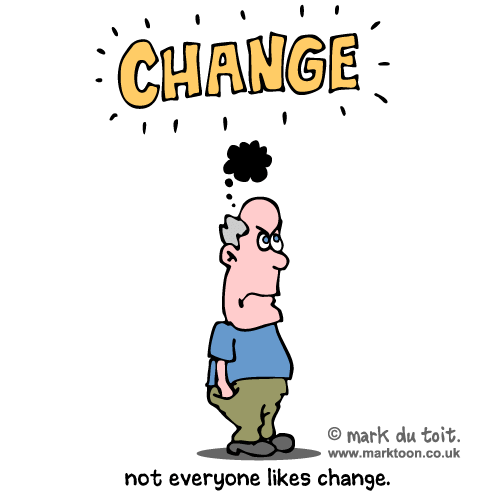 CHANGE
© mark du toit.
www.marktoon.co.uk
not everyone likes change.